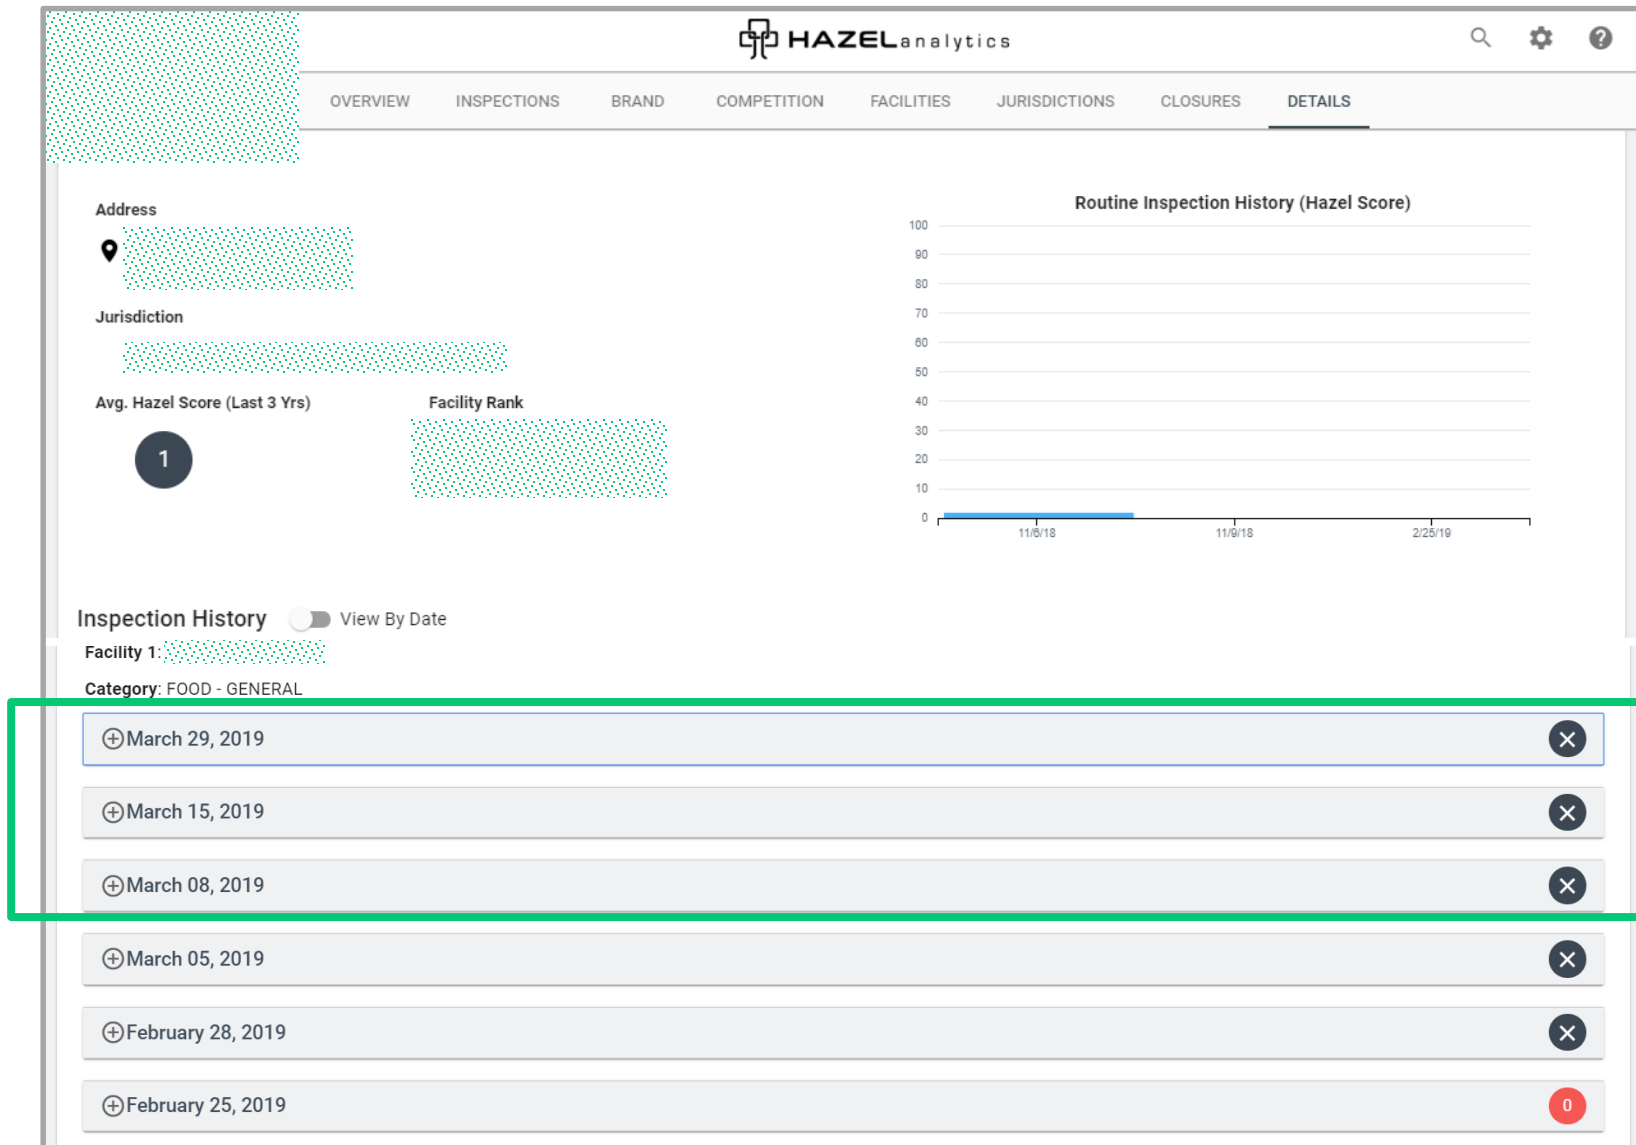 HAZELanalytics
OVERVIEW INSPECTIONS BRAND COMPETITION FACILITIES JURISDICTIONS CLOSURES DETAILS
Address
Jurisdiction
Avg. Hazel Score (Last 3 Yrs) Facility Rank
1
Routine Inspection History (Hazel Score)
100
90
80
70
60
50
40
30
20
10
0
11/6/18 11/9/18 2/25/19
Inspection History View By Date
Facility 1:
Category: FOOD - GENERAL
March 29, 2019
March 15, 2019
March 08, 2019
March 05, 2019
February 28, 2019
February 25, 2019 0